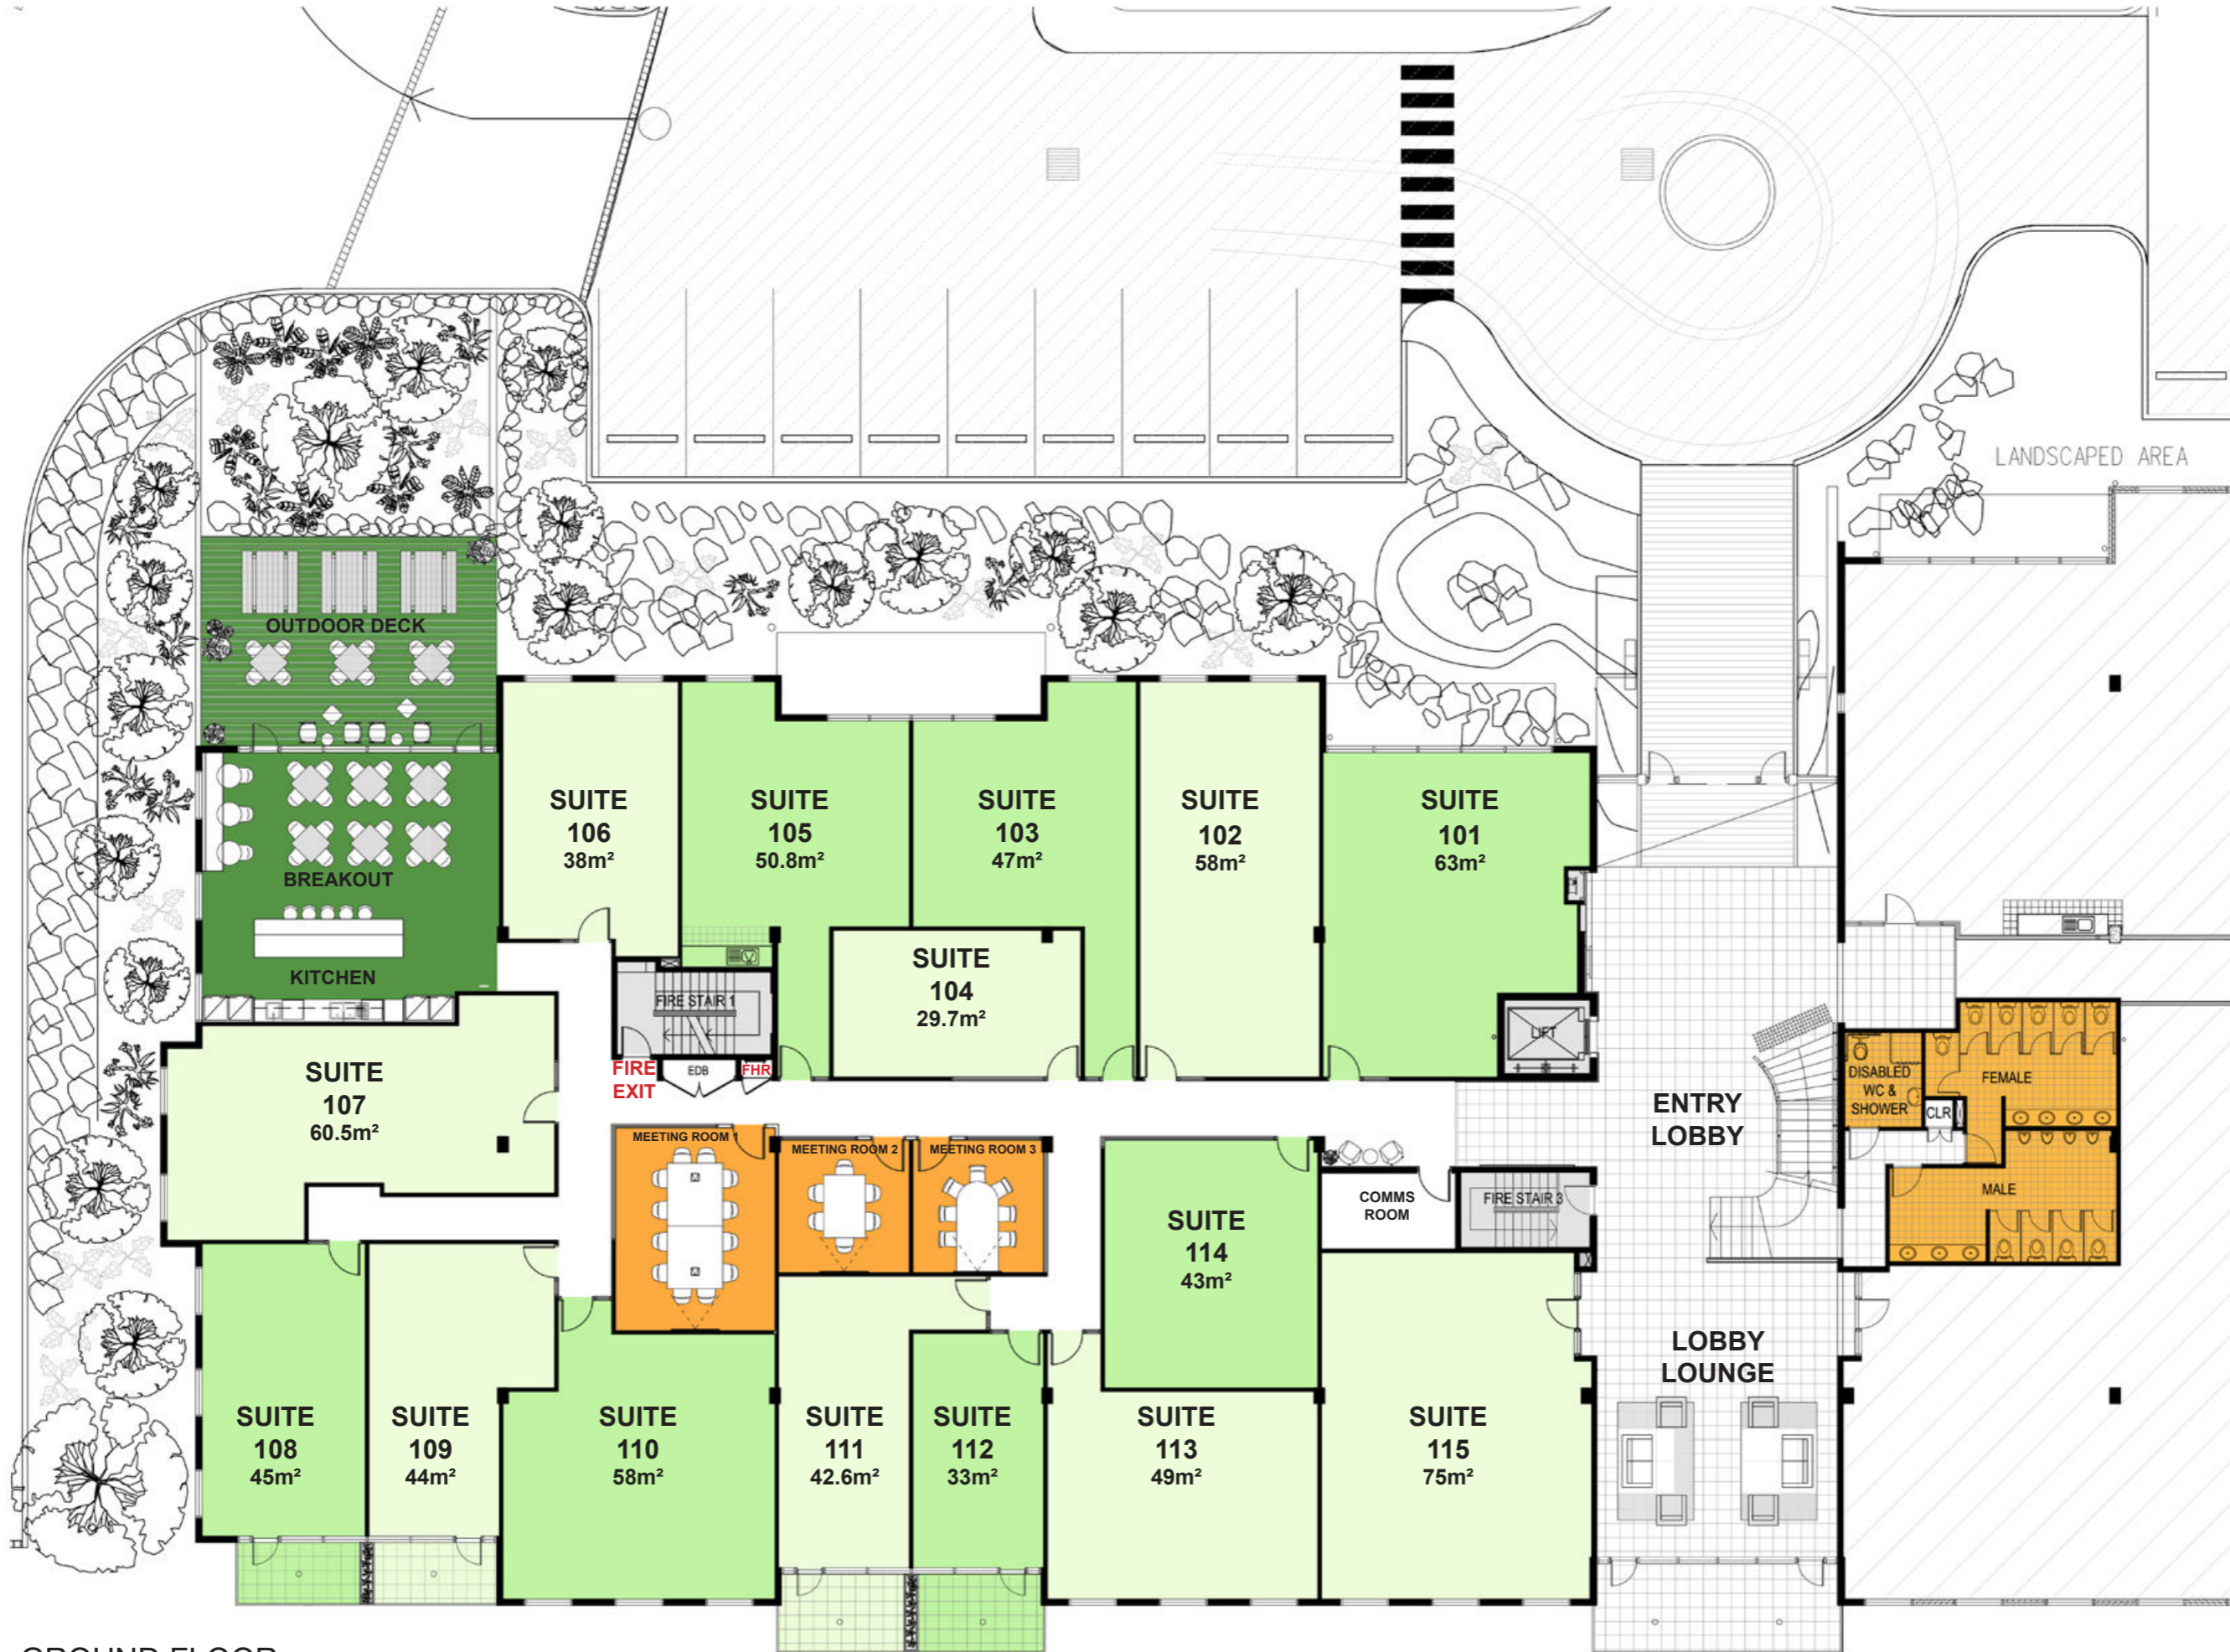 LANDSCAPED AREA
OUTDOOR DECK
SUITE
106
38m²
SUITE
105
50.8m²
SUITE
103
47m²
SUITE
102
58m²
SUITE
101
63m²
BREAKOUT
KITCHEN
SUITE
104
29.7m²
FIRE STAIR 1
LIFT
FIRE
EXIT
EDB
FHR
SUITE
107
60.5m²
ENTRY
LOBBY
DISABLED
WC &
SHOWER
FEMALE
CLR
MALE
MEETING ROOM 1
MEETING ROOM 2
MEETING ROOM 3
COMMS
ROOM
FIRE STAIR 3
SUITE
114
43m²
LOBBY
LOUNGE
SUITE
108
45m²
SUITE
109
44m²
SUITE
110
58m²
SUITE
111
42.6m²
SUITE
112
33m²
SUITE
113
49m²
SUITE
115
75m²
GROUND FLOOR